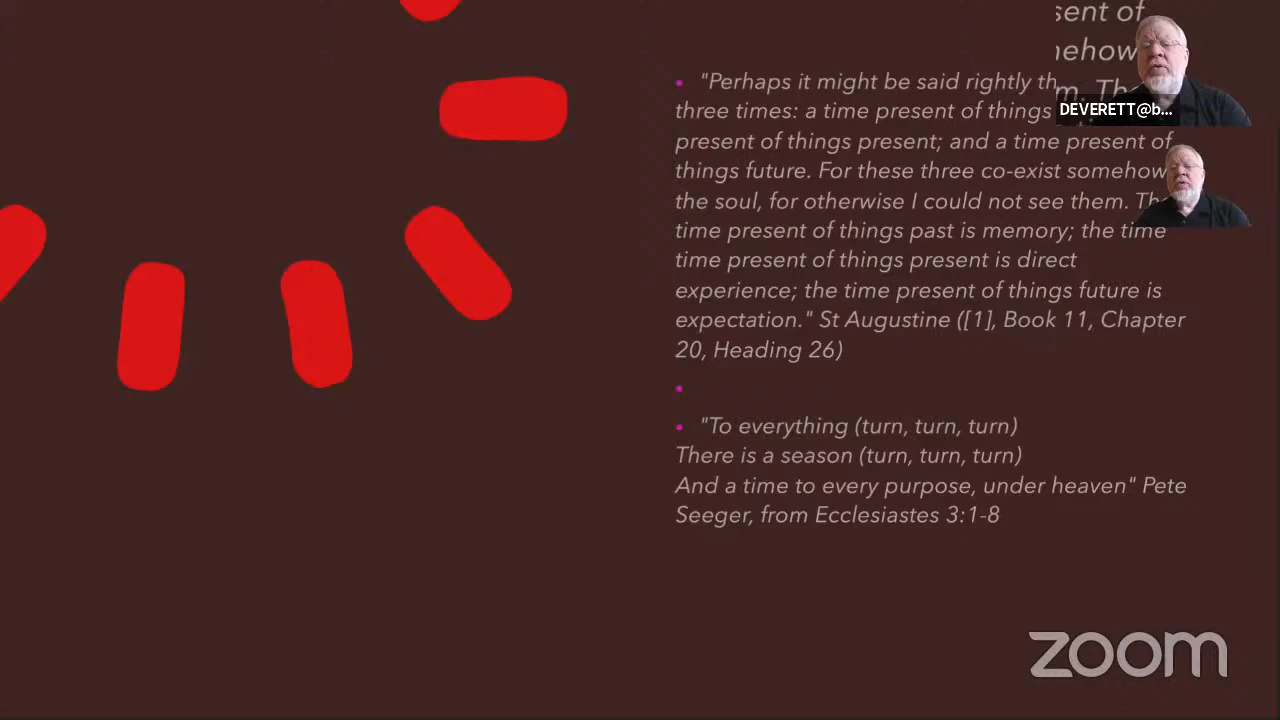 sent of
ehow
m. Th
• "Perhaps it might be said rightly th
three times: a time present of things
DEVERETT@b...
present of things present; and a time present of
things future. For these three co-exist somehow
the soul, for otherwise I could not see them. The
time present of things past is memory; the time
time present of things present is direct
experience; the time present of things future is
expectation." St Augustine ([1], Book 11, Chapter
20, Heading 26)
•
• "To everything (turn, turn, turn)
There is a season (turn, turn, turn)
And a time to every purpose, under heaven" Pete
Seeger, from Ecclesiastes 3:1-8
zoom